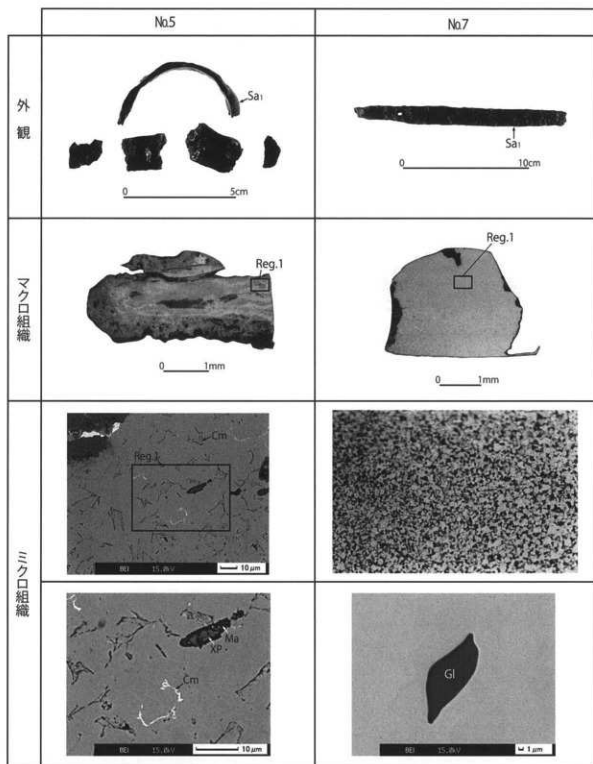 No.5
No.7
外観
Sa1
0 5cm
Sa1
0 10cm
マクロ組織
Reg.1
0 1mm
Reg.1
0 1mm
ミクロ組織
Cm
Reg.1
BEI 15.0kV 10μm
Ma
XP
Cm
BEI 15.0kV 10μm
Gl
BEI 15.0kV 1μm